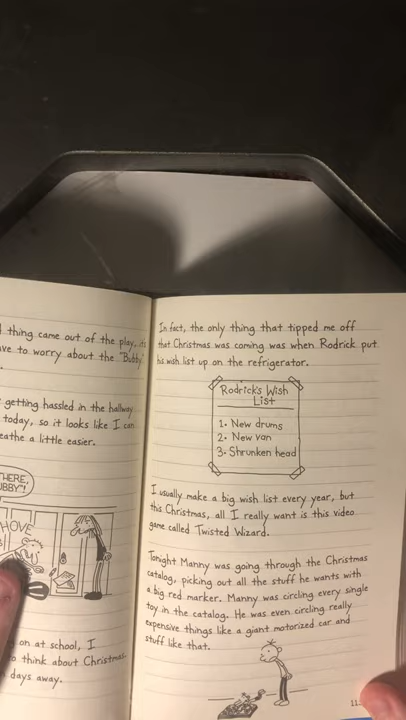 thing came out of the play, it's
ve to worry about the "Bubby"
getting hassled in the hallway
today, so it looks like I can
eathe a little easier.
HERE,
UBBY"!
HOVE
on at school, I
o think about Christmas.
days away.
In fact, the only thing that tipped me off
that Christmas was coming was when Rodrick put
his wish list up on the refrigerator.
Rodrick's Wish
List
1. New drums
2. New van
3. Shrunken head
I usually make a big wish list every year, but
this Christmas, all I really want is this video
game called Twisted Wizard.
Tonight Manny was going through the Christmas
catalog, picking out all the stuff he wants with
a big red marker. Manny was circling every single
toy in the catalog. He was even circling really
expensive things like a giant motorized car and
stuff like that.